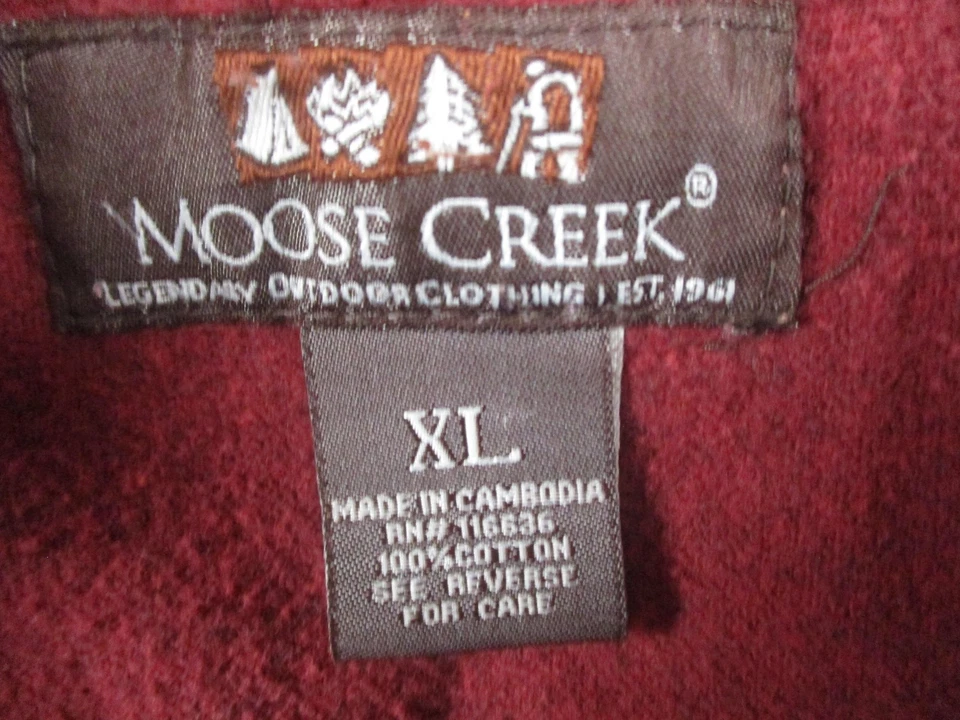 MOOSE CREEK®
LEGENDARY OUTDOOR CLOTHING | EST. 1961
XL
MADE IN CAMBODIA
RN# 116636
100% COTTON
SEE REVERSE
FOR CARE